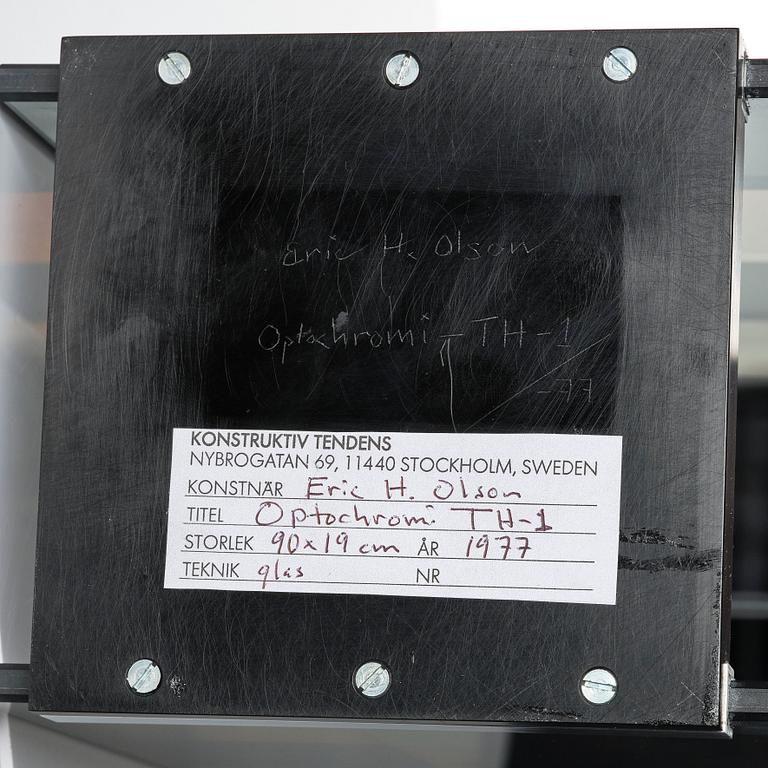 Eric H. Olson
Optochromi - TH-1
-77
KONSTRUKTIV TENDENS
NYBROGATAN 69, 11440 STOCKHOLM, SWEDEN
KONSTNÄR Eric H. Olson
TITEL Optochromi TH-1
STORLEK 90x19 cm ÅR 1977
TEKNIK glas NR